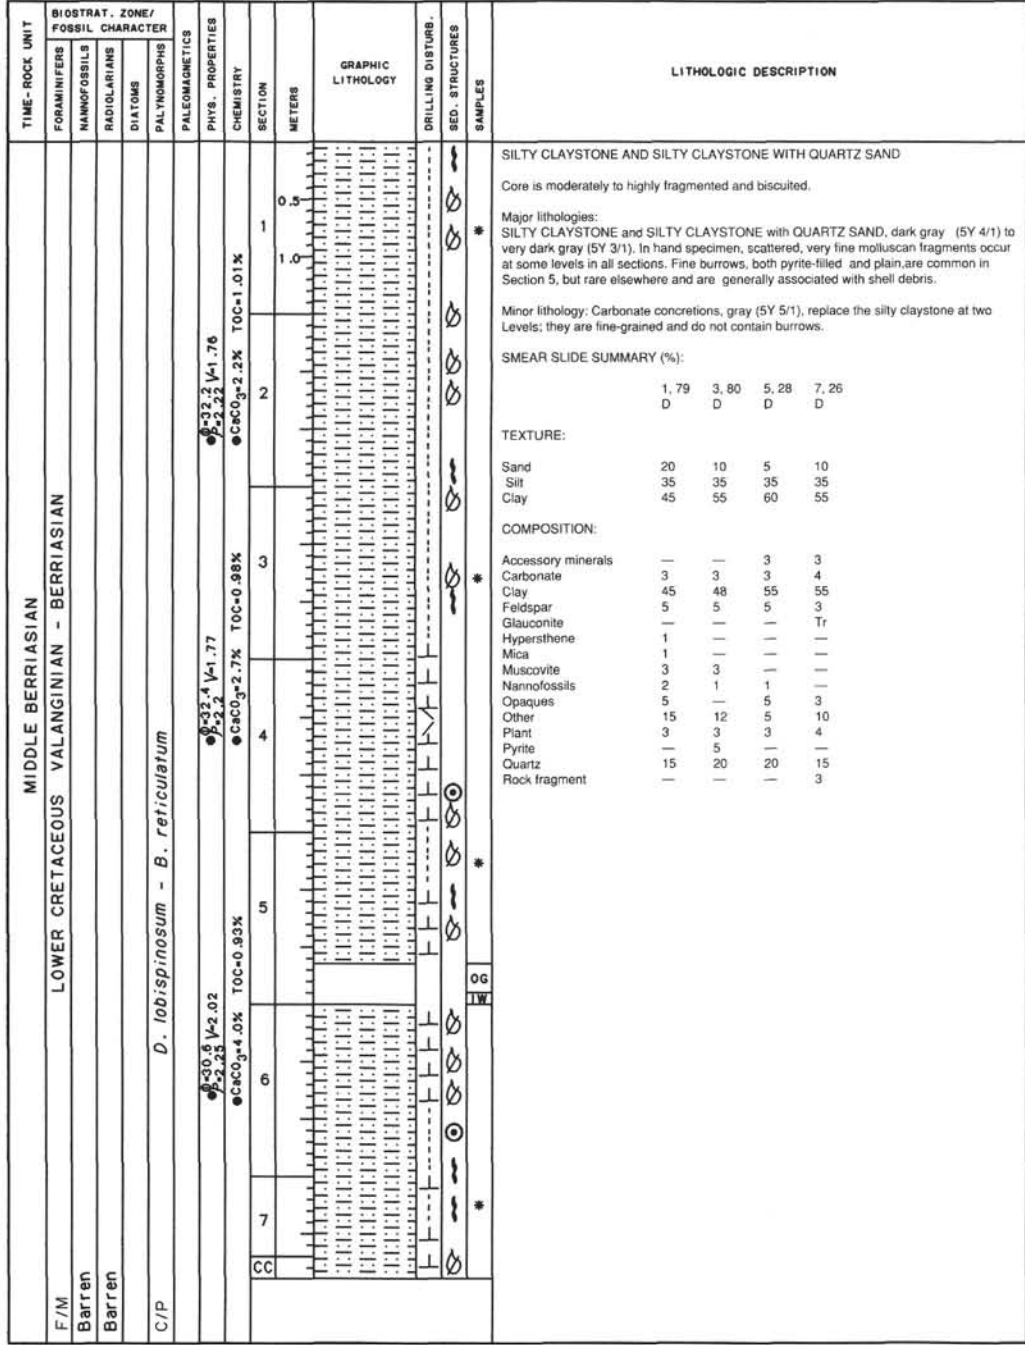 TIME-ROCK UNIT
BIOSTRAT. ZONE/
FOSSIL CHARACTER
FORAMINIFERS
NANNOFOSSILS
RADIOLARIANS
DIATOMS
PALYNOMORPHS
PALEOMAGNETICS
PHYS. PROPERTIES
CHEMISTRY
SECTION
METERS
GRAPHIC
LITHOLOGY
DRILLING DISTURB.
SED. STRUCTURES
SAMPLES
LITHOLOGIC DESCRIPTION
MIDDLE BERRIASIAN
LOWER CRETACEOUS VALANGINIAN - BERRIASIAN
F/M
Barren
Barren
D. lobispinosum - B. reticulatum
C/P
Φ=32.2 V=1.76
ρ=2.22
Φ=32.4 V=1.77
ρ=2.2
Φ=30.6 V=2.02
ρ=2.25
CaCO3=2.2% TOC=1.01%
CaCO3=2.7% TOC=0.98%
CaCO3=4.0% TOC=0.93%
1
2
3
4
5
6
7
CC
0.5
1.0
*
*
*
OG
IW
*
SILTY CLAYSTONE AND SILTY CLAYSTONE WITH QUARTZ SAND
Core is moderately to highly fragmented and biscuited.
Major lithologies:
SILTY CLAYSTONE and SILTY CLAYSTONE with QUARTZ SAND, dark gray (5Y 4/1) to
very dark gray (5Y 3/1). In hand specimen, scattered, very fine molluscan fragments occur
at some levels in all sections. Fine burrows, both pyrite-filled and plain,are common in
Section 5, but rare elsewhere and are generally associated with shell debris.
Minor lithology: Carbonate concretions, gray (5Y 5/1), replace the silty claystone at two
Levels; they are fine-grained and do not contain burrows.
SMEAR SLIDE SUMMARY (%):
1, 79 3, 80 5, 28 7, 26
D D D D
TEXTURE:
Sand 20 10 5 10
Silt 35 35 35 35
Clay 45 55 60 55
COMPOSITION:
Accessory minerals — — 3 3
Carbonate 3 3 3 4
Clay 45 48 55 55
Feldspar 5 5 5 3
Glauconite — — — Tr
Hypersthene 1 — — —
Mica 1 — — —
Muscovite 3 3 — —
Nannofossils 2 1 1 —
Opaques 5 — 5 3
Other 15 12 5 10
Plant 3 3 3 4
Pyrite — 5 — —
Quartz 15 20 20 15
Rock fragment — — — 3